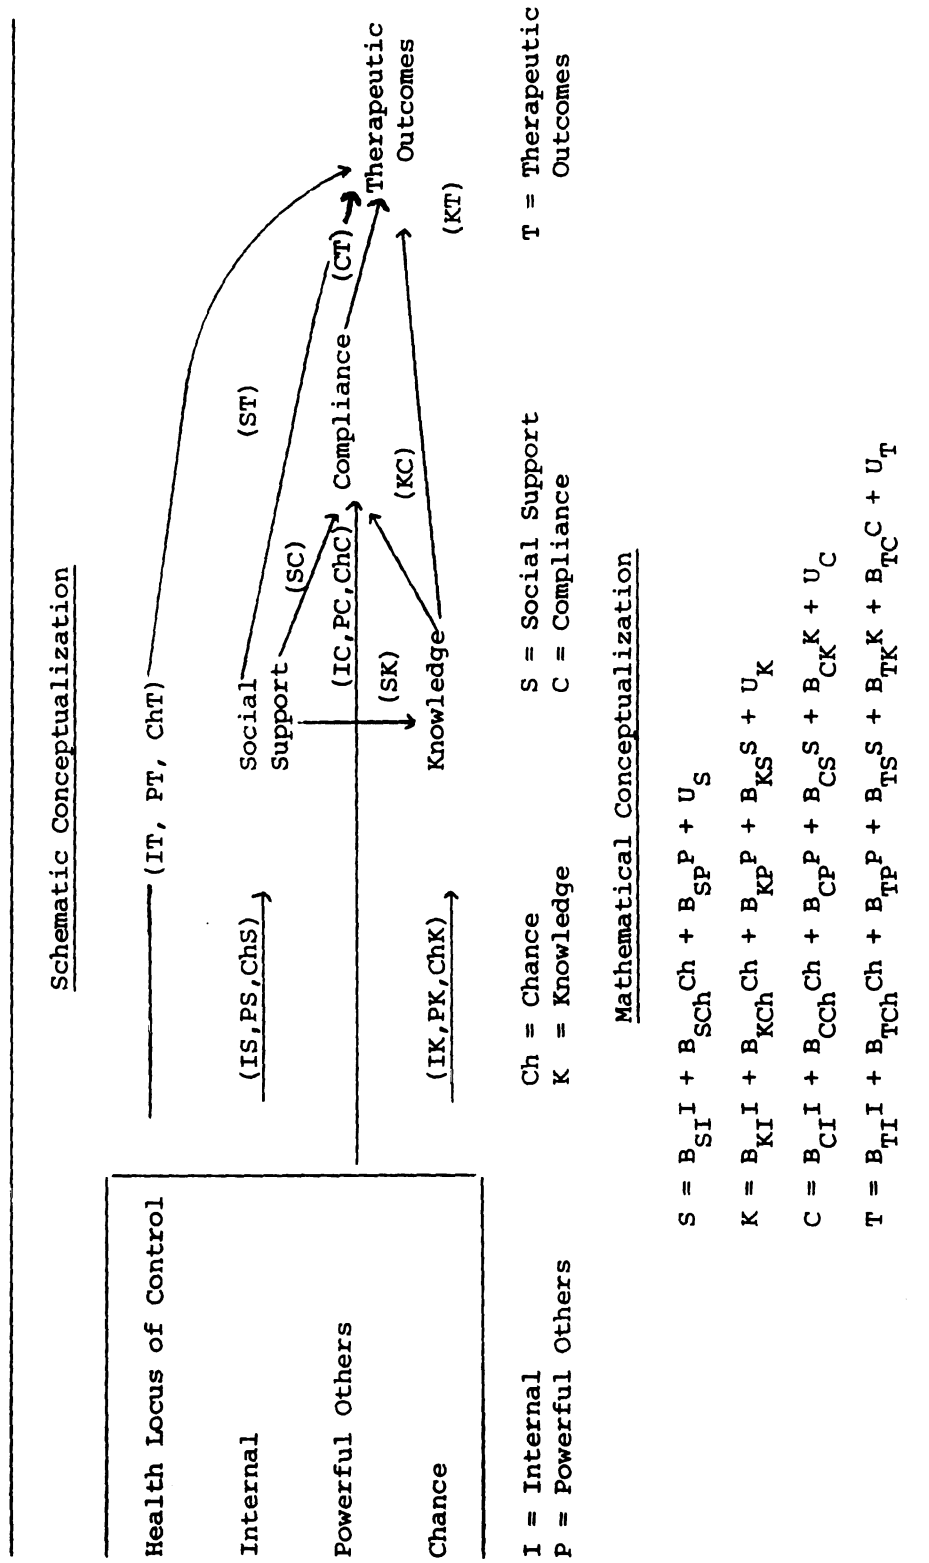 Schematic Conceptualization
Health Locus of Control
Internal
Powerful Others
Chance
(IT, PT, ChT)
(IS,PS,ChS)
(IK,PK,ChK)
Social
Support
(ST)
(SC)
(IC,PC,ChC)
(SK)
Knowledge
(KC)
Compliance
(CT)
(KT)
Therapeutic
Outcomes
I = Internal
P = Powerful Others
Ch = Chance
K = Knowledge
S = Social Support
C = Compliance
T = Therapeutic
Outcomes
Mathematical Conceptualization
S = B_SI I + B_SCh Ch + B_SP P + U_S
K = B_KI I + B_KCh Ch + B_KP P + B_KS S + U_K
C = B_CI I + B_CCh Ch + B_CP P + B_CS S + B_CK K + U_C
T = B_TI I + B_TCh Ch + B_TP P + B_TS S + B_TK K + B_TC C + U_T